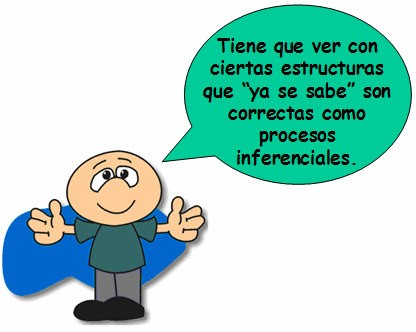 Tiene que ver con
ciertas estructuras
que “ya se sabe” son
correctas como
procesos
inferenciales.